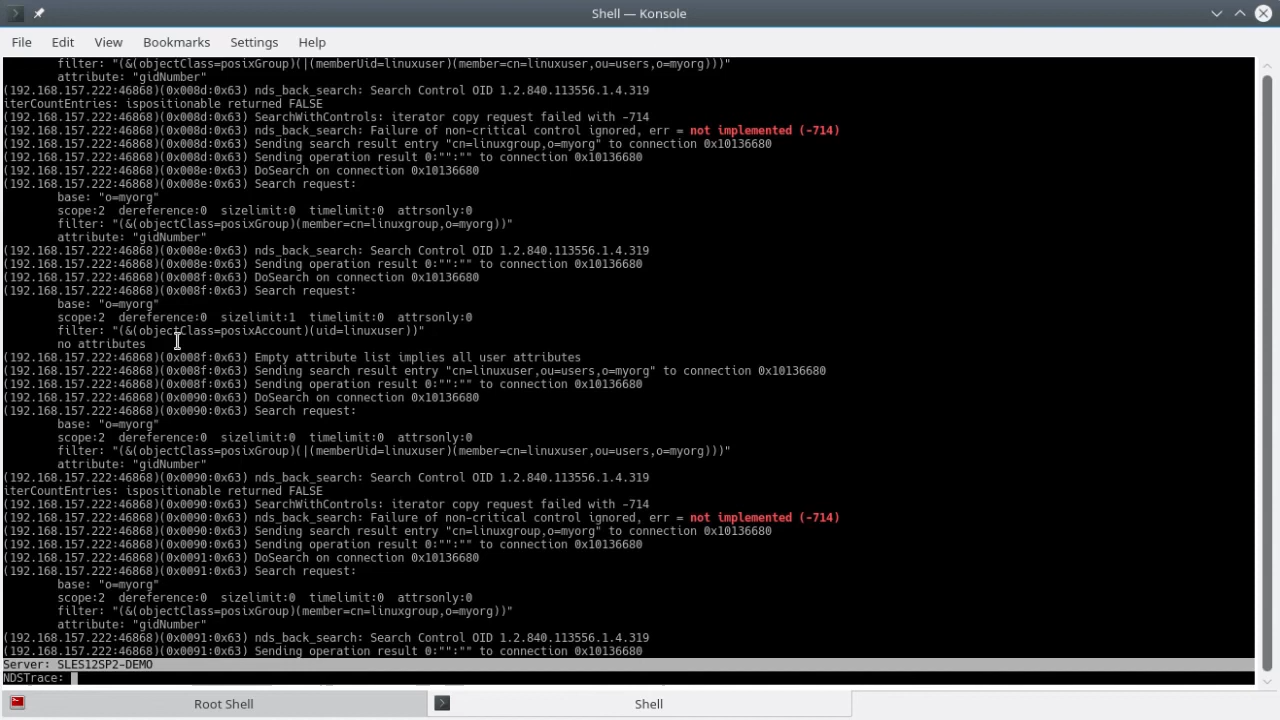 Shell — Konsole
File Edit View Bookmarks Settings Help
filter: "(&(objectClass=posixGroup)(|(memberUid=linuxuser)(member=cn=linuxuser,ou=users,o=myorg)))"
attribute: "gidNumber"
(192.168.157.222:46868)(0x008d:0x63) nds_back_search: Search Control OID 1.2.840.113556.1.4.319
iterCountEntries: ispositionable returned FALSE
(192.168.157.222:46868)(0x008d:0x63) SearchWithControls: iterator copy request failed with -714
(192.168.157.222:46868)(0x008d:0x63) nds_back_search: Failure of non-critical control ignored, err = not implemented (-714)
(192.168.157.222:46868)(0x008d:0x63) Sending search result entry "cn=linuxgroup,o=myorg" to connection 0x10136680
(192.168.157.222:46868)(0x008d:0x63) Sending operation result 0:"":"" to connection 0x10136680
(192.168.157.222:46868)(0x008e:0x63) DoSearch on connection 0x10136680
(192.168.157.222:46868)(0x008e:0x63) Search request:
base: "o=myorg"
scope:2 dereference:0 sizelimit:0 timelimit:0 attrsonly:0
filter: "(&(objectClass=posixGroup)(member=cn=linuxgroup,o=myorg))"
attribute: "gidNumber"
(192.168.157.222:46868)(0x008e:0x63) nds_back_search: Search Control OID 1.2.840.113556.1.4.319
(192.168.157.222:46868)(0x008e:0x63) Sending operation result 0:"":"" to connection 0x10136680
(192.168.157.222:46868)(0x008f:0x63) DoSearch on connection 0x10136680
(192.168.157.222:46868)(0x008f:0x63) Search request:
base: "o=myorg"
scope:2 dereference:0 sizelimit:1 timelimit:0 attrsonly:0
filter: "(&(objectClass=posixAccount)(uid=linuxuser))"
no attributes
(192.168.157.222:46868)(0x008f:0x63) Empty attribute list implies all user attributes
(192.168.157.222:46868)(0x008f:0x63) Sending search result entry "cn=linuxuser,ou=users,o=myorg" to connection 0x10136680
(192.168.157.222:46868)(0x008f:0x63) Sending operation result 0:"":"" to connection 0x10136680
(192.168.157.222:46868)(0x0090:0x63) DoSearch on connection 0x10136680
(192.168.157.222:46868)(0x0090:0x63) Search request:
base: "o=myorg"
scope:2 dereference:0 sizelimit:0 timelimit:0 attrsonly:0
filter: "(&(objectClass=posixGroup)(|(memberUid=linuxuser)(member=cn=linuxuser,ou=users,o=myorg)))"
attribute: "gidNumber"
(192.168.157.222:46868)(0x0090:0x63) nds_back_search: Search Control OID 1.2.840.113556.1.4.319
iterCountEntries: ispositionable returned FALSE
(192.168.157.222:46868)(0x0090:0x63) SearchWithControls: iterator copy request failed with -714
(192.168.157.222:46868)(0x0090:0x63) nds_back_search: Failure of non-critical control ignored, err = not implemented (-714)
(192.168.157.222:46868)(0x0090:0x63) Sending search result entry "cn=linuxgroup,o=myorg" to connection 0x10136680
(192.168.157.222:46868)(0x0090:0x63) Sending operation result 0:"":"" to connection 0x10136680
(192.168.157.222:46868)(0x0091:0x63) DoSearch on connection 0x10136680
(192.168.157.222:46868)(0x0091:0x63) Search request:
base: "o=myorg"
scope:2 dereference:0 sizelimit:0 timelimit:0 attrsonly:0
filter: "(&(objectClass=posixGroup)(member=cn=linuxgroup,o=myorg))"
attribute: "gidNumber"
(192.168.157.222:46868)(0x0091:0x63) nds_back_search: Search Control OID 1.2.840.113556.1.4.319
(192.168.157.222:46868)(0x0091:0x63) Sending operation result 0:"":"" to connection 0x10136680
Server: SLES12SP2-DEMO
NDSTrace:
Root Shell Shell